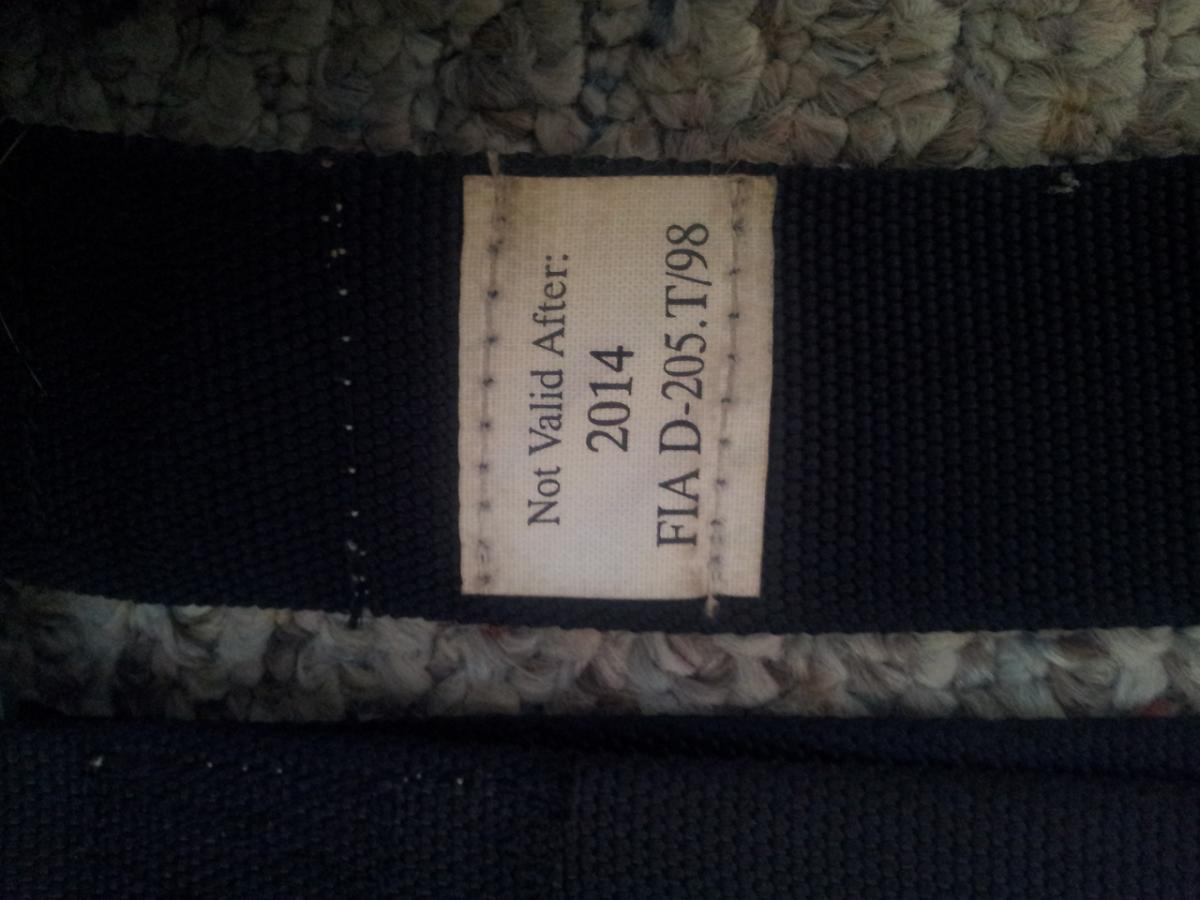 Not Valid After:
2014
FIA D-205.T/98